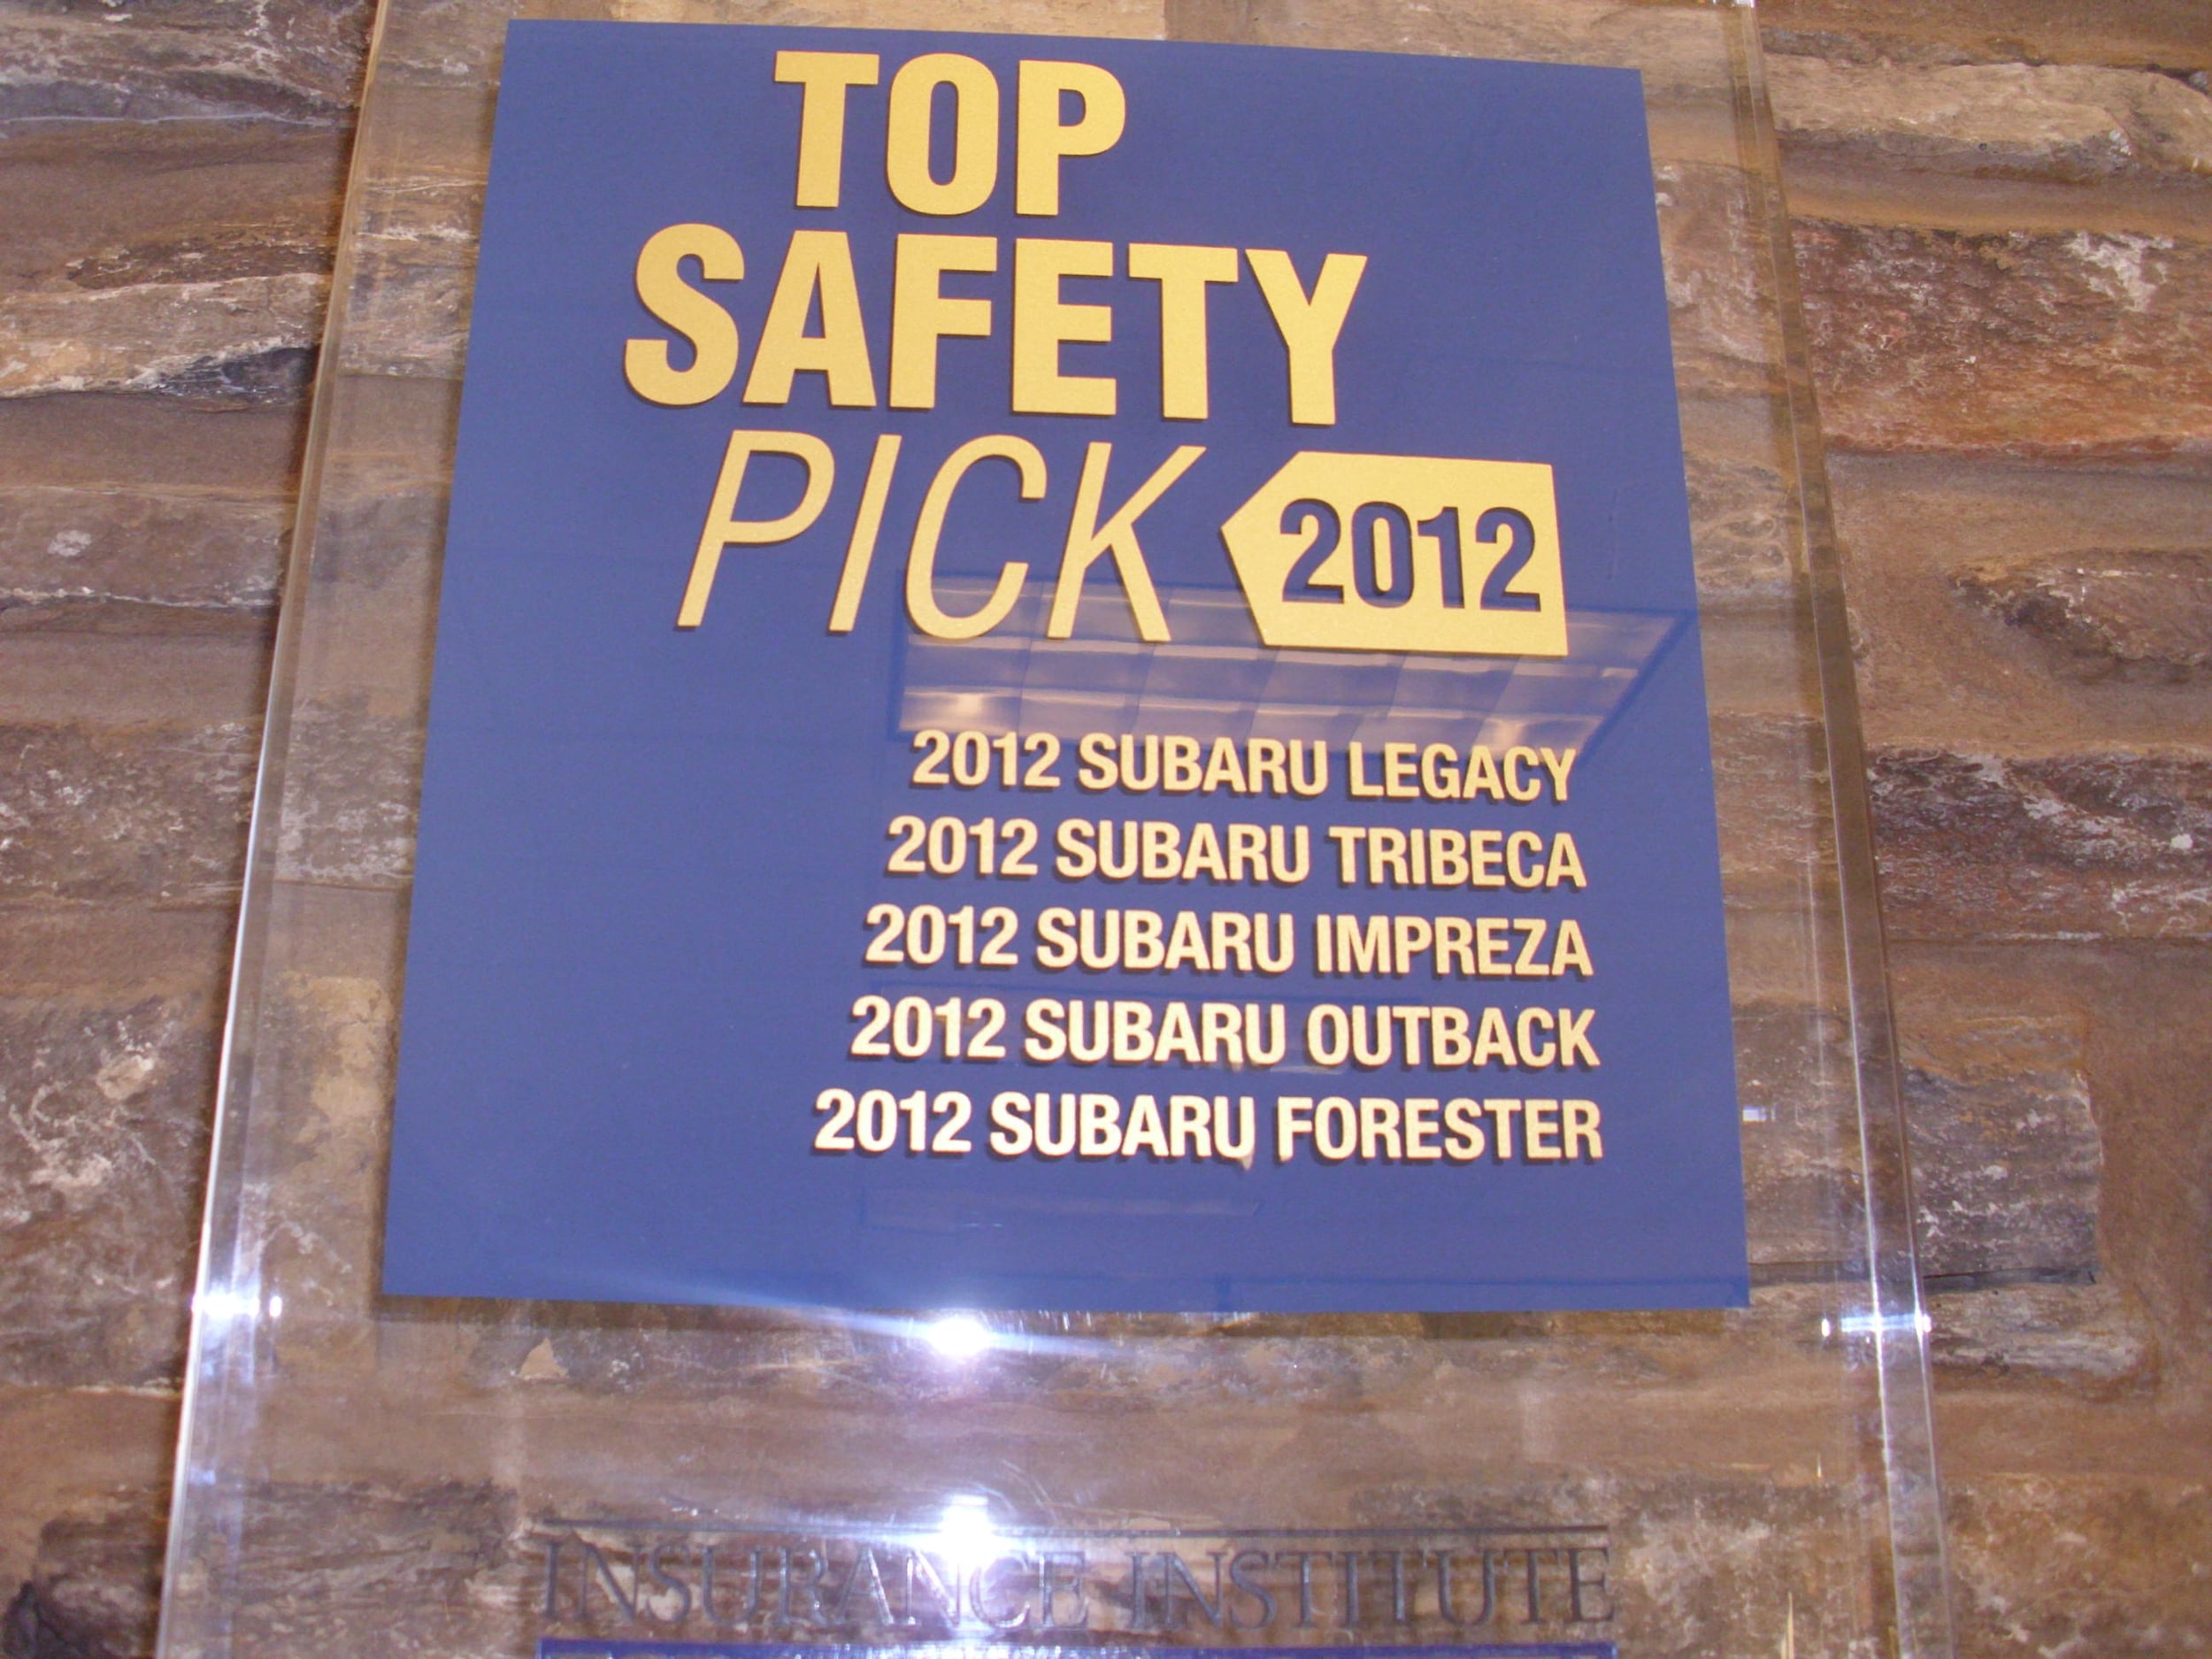 TOP
SAFETY
PICK 2012
2012 SUBARU LEGACY
2012 SUBARU TRIBECA
2012 SUBARU IMPREZA
2012 SUBARU OUTBACK
2012 SUBARU FORESTER
INSURANCE INSTITUTE